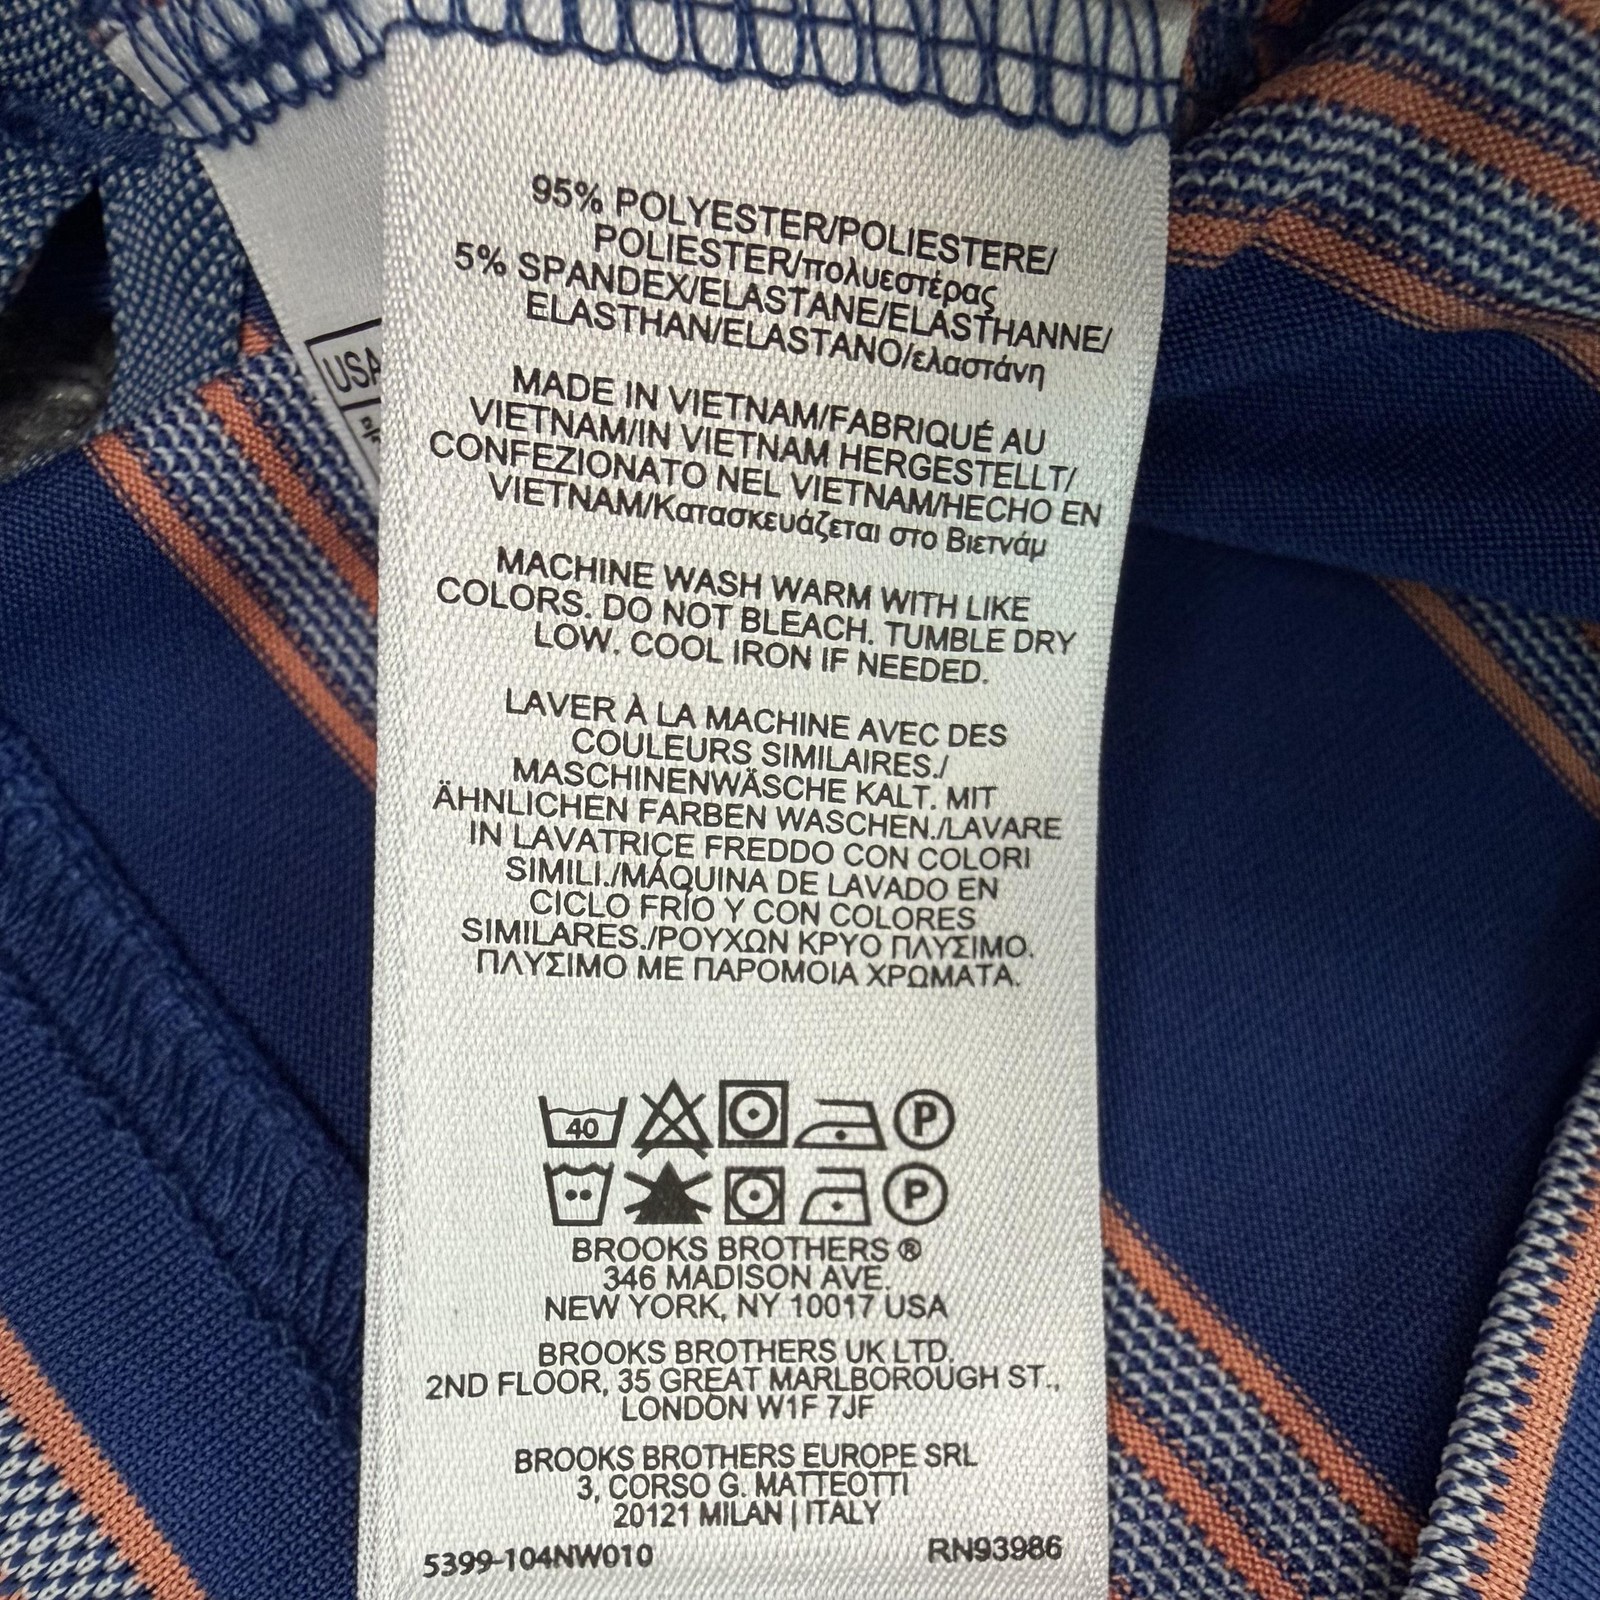 95% POLYESTER/POLIESTERE/
POLIESTER/πολυεστέρας
5% SPANDEX/ELASTANE/ELASTHANNE/
ELASTHAN/ELASTANO/ελαστάνη
MADE IN VIETNAM/FABRIQUÉ AU
VIETNAM/IN VIETNAM HERGESTELLT/
CONFEZIONATO NEL VIETNAM/HECHO EN
VIETNAM/Κατασκευάζεται στο Βιετνάμ
MACHINE WASH WARM WITH LIKE
COLORS. DO NOT BLEACH. TUMBLE DRY
LOW. COOL IRON IF NEEDED.
LAVER À LA MACHINE AVEC DES
COULEURS SIMILAIRES./
MASCHINENWÄSCHE KALT. MIT
ÄHNLICHEN FARBEN WASCHEN./LAVARE
IN LAVATRICE FREDDO CON COLORI
SIMILI./MÁQUINA DE LAVADO EN
CICLO FRÍO Y CON COLORES
SIMILARES./ΡΟΥΧΩΝ ΚΡΥΟ ΠΛΥΣΙΜΟ.
ΠΛΥΣΙΜΟ ΜΕ ΠΑΡΟΜΟΙΑ ΧΡΩΜΑΤΑ.
40 P
P
BROOKS BROTHERS ®
346 MADISON AVE.
NEW YORK, NY 10017 USA
BROOKS BROTHERS UK LTD.
2ND FLOOR, 35 GREAT MARLBOROUGH ST.,
LONDON W1F 7JF
BROOKS BROTHERS EUROPE SRL
3, CORSO G. MATTEOTTI
20121 MILAN | ITALY
5399-104NW010 RN93986
USA